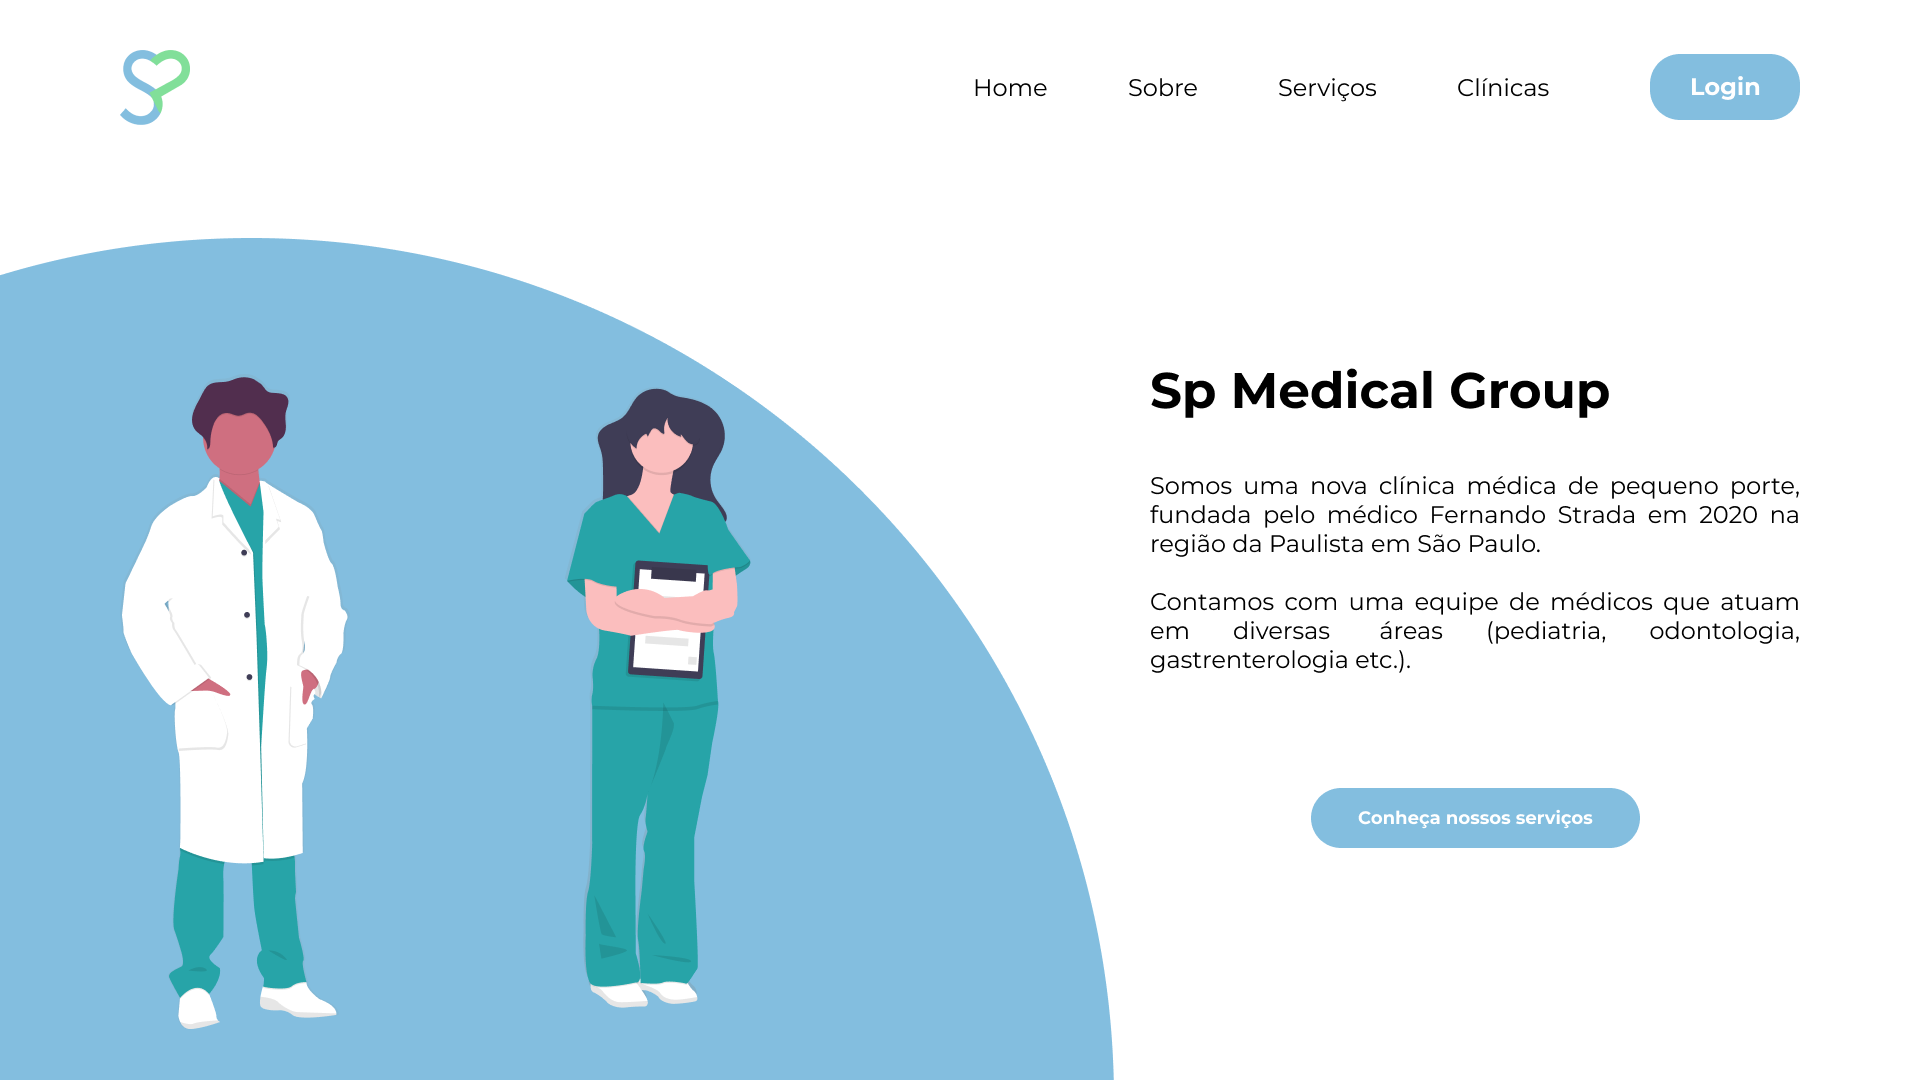 SP
Home
Sobre
Serviços
Clínicas
Login
Sp Medical Group
Somos uma nova clínica médica de pequeno porte,
fundada pelo médico Fernando Strada em 2020 na
região da Paulista em São Paulo.
Contamos com uma equipe de médicos que atuam
em diversas áreas (pediatria, odontologia,
gastrenterologia etc.).
Conheça nossos serviços